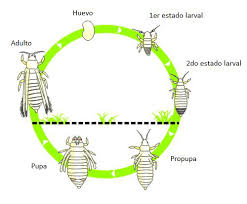 Huevo
1er estado larval
Adulto
2do estado larval
Pupa
Propupa